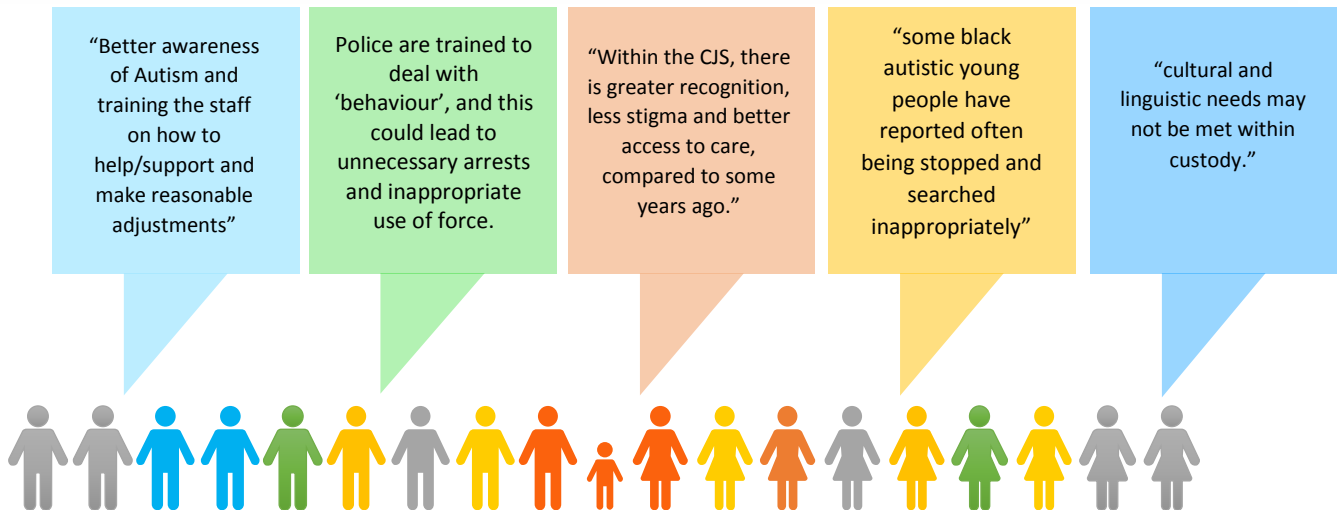 “Better awareness
of Autism and
training the staff
on how to
help/support and
make reasonable
adjustments”
Police are trained to
deal with
‘behaviour’, and this
could lead to
unnecessary arrests
and inappropriate
use of force.
“Within the CJS, there
is greater recognition,
less stigma and better
access to care,
compared to some
years ago.”
“some black
autistic young
people have
reported often
being stopped and
searched
inappropriately”
“cultural and
linguistic needs may
not be met within
custody.”